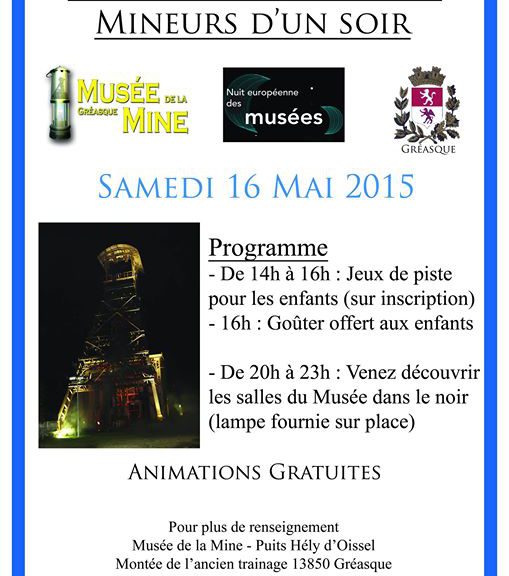 Mineurs d'un soir
Musée de la
Gréasque Mine
Nuit européenne
des
musées
Gréasque
Samedi 16 Mai 2015
Programme
- De 14h à 16h : Jeux de piste
pour les enfants (sur inscription)
- 16h : Goûter offert aux enfants
- De 20h à 23h : Venez découvrir
les salles du Musée dans le noir
(lampe fournie sur place)
Animations Gratuites
Pour plus de renseignement
Musée de la Mine - Puits Hély d'Oissel
Montée de l'ancien trainage 13850 Gréasque